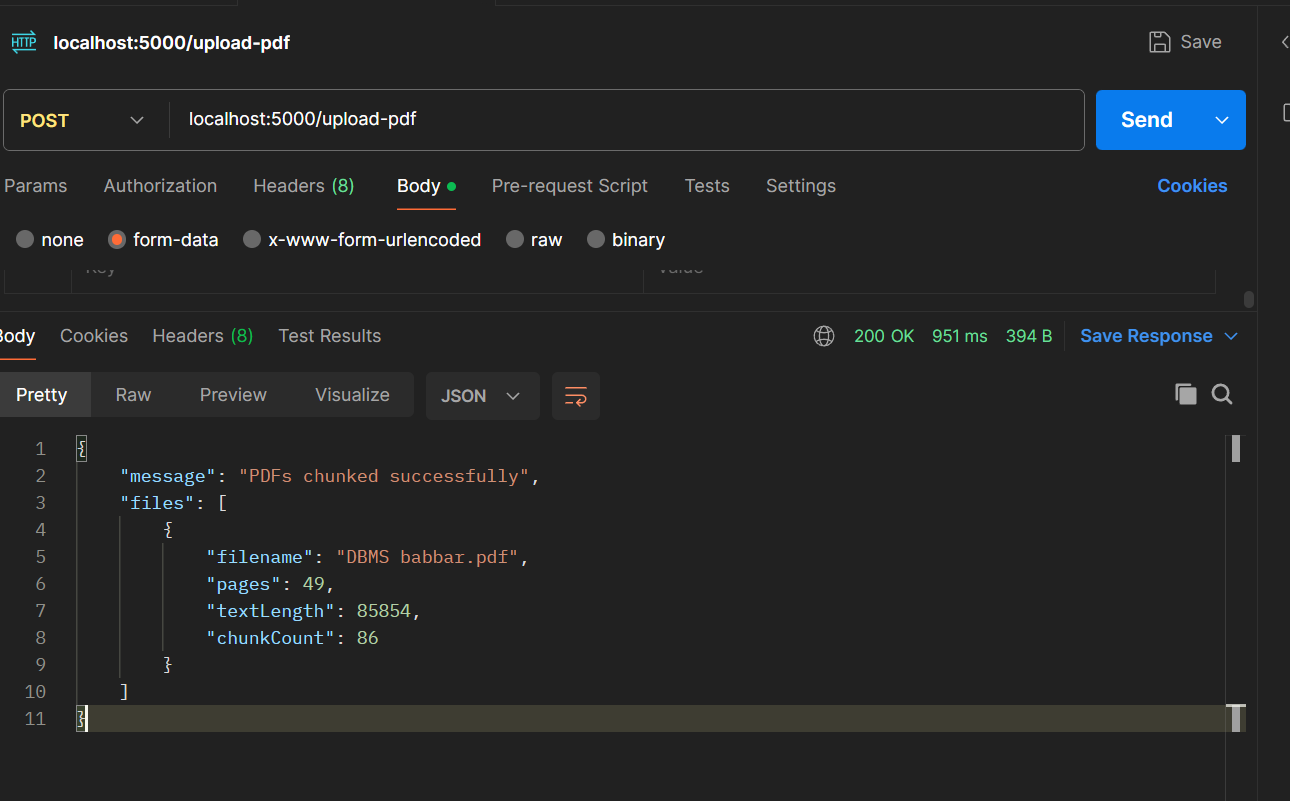 HTTP localhost:5000/upload-pdf Save
POST localhost:5000/upload-pdf Send
Params Authorization Headers (8) Body Pre-request Script Tests Settings Cookies
none form-data x-www-form-urlencoded raw binary
Key Value
Body Cookies Headers (8) Test Results 200 OK 951 ms 394 B Save Response
Pretty Raw Preview Visualize JSON
1 {
2 "message": "PDFs chunked successfully",
3 "files": [
4 {
5 "filename": "DBMS babbar.pdf",
6 "pages": 49,
7 "textLength": 85854,
8 "chunkCount": 86
9 }
10 ]
11 }